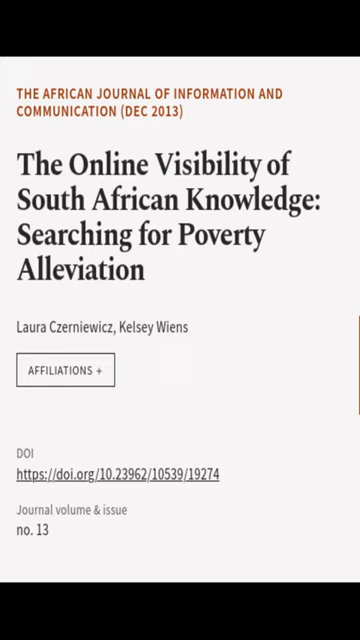 THE AFRICAN JOURNAL OF INFORMATION AND
COMMUNICATION (DEC 2013)
The Online Visibility of
South African Knowledge:
Searching for Poverty
Alleviation
Laura Czerniewicz, Kelsey Wiens
AFFILIATIONS +
DOI
https://doi.org/10.23962/10539/19274
Journal volume & issue
no. 13